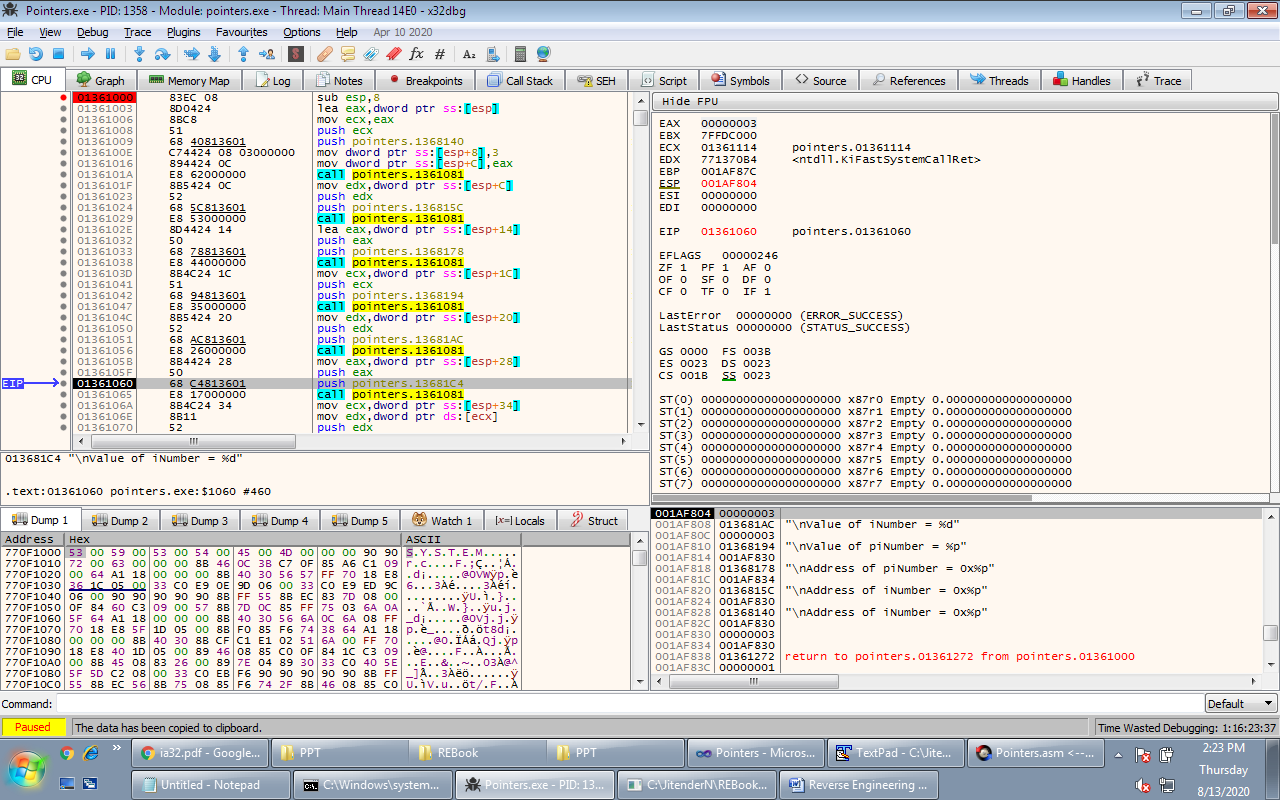 Pointers.exe - PID: 1358 - Module: pointers.exe - Thread: Main Thread 14E0 - x32dbg
File View Debug Trace Plugins Favourites Options Help Apr 10 2020
CPU Graph Memory Map Log Notes Breakpoints Call Stack SEH Script Symbols Source References Threads Handles Trace
01361000 83EC 08 sub esp,8
01361003 8D0424 lea eax,dword ptr ss:[esp]
01361006 8BC8 mov ecx,eax
01361008 51 push ecx
01361009 68 40813601 push pointers.1368140
0136100E C74424 08 03000000 mov dword ptr ss:[esp+8],3
01361016 894424 0C mov dword ptr ss:[esp+C],eax
0136101A E8 62000000 call pointers.1361081
0136101F 8B5424 0C mov edx,dword ptr ss:[esp+C]
01361023 52 push edx
01361024 68 5C813601 push pointers.136815C
01361029 E8 53000000 call pointers.1361081
0136102E 8D4424 14 lea eax,dword ptr ss:[esp+14]
01361032 50 push eax
01361033 68 78813601 push pointers.1368178
01361038 E8 44000000 call pointers.1361081
0136103D 8B4C24 1C mov ecx,dword ptr ss:[esp+1C]
01361041 51 push ecx
01361042 68 94813601 push pointers.1368194
01361047 E8 35000000 call pointers.1361081
0136104C 8B5424 20 mov edx,dword ptr ss:[esp+20]
01361050 52 push edx
01361051 68 AC813601 push pointers.13681AC
01361056 E8 26000000 call pointers.1361081
0136105B 8B4424 28 mov eax,dword ptr ss:[esp+28]
0136105F 50 push eax
EIP 01361060 68 C4813601 push pointers.13681C4
01361065 E8 17000000 call pointers.1361081
0136106A 8B4C24 34 mov ecx,dword ptr ss:[esp+34]
0136106E 8B11 mov edx,dword ptr ds:[ecx]
01361070 52 push edx
013681C4 "\nValue of iNumber = %d"
.text:01361060 pointers.exe:$1060 #460
Hide FPU
EAX 00000003
EBX 7FFDC000
ECX 01361114 pointers.01361114
EDX 771370B4 <ntdll.KiFastSystemCallRet>
EBP 001AF87C
ESP 001AF804
ESI 00000000
EDI 00000000
EIP 01361060 pointers.01361060
EFLAGS 00000246
ZF 1 PF 1 AF 0
OF 0 SF 0 DF 0
CF 0 TF 0 IF 1
LastError 00000000 (ERROR_SUCCESS)
LastStatus 00000000 (STATUS_SUCCESS)
GS 0000 FS 003B
ES 0023 DS 0023
CS 001B SS 0023
ST(0) 00000000000000000000 x87r0 Empty 0.000000000000000000
ST(1) 00000000000000000000 x87r1 Empty 0.000000000000000000
ST(2) 00000000000000000000 x87r2 Empty 0.000000000000000000
ST(3) 00000000000000000000 x87r3 Empty 0.000000000000000000
ST(4) 00000000000000000000 x87r4 Empty 0.000000000000000000
ST(5) 00000000000000000000 x87r5 Empty 0.000000000000000000
ST(6) 00000000000000000000 x87r6 Empty 0.000000000000000000
ST(7) 00000000000000000000 x87r7 Empty 0.000000000000000000
Dump 1 Dump 2 Dump 3 Dump 4 Dump 5 Watch 1 Locals Struct
Address Hex ASCII
770F1000 53 00 59 00 53 00 54 00 45 00 4D 00 00 00 90 90 S.Y.S.T.E.M.....
770F1010 72 00 63 00 00 00 8B 46 0C 3B C7 0F 85 A6 C1 09
770F1020 00 64 A1 18 00 00 00 8B 40 30 56 57 FF 70 18 E8
770F1030 36 1C 05 00 33 C0 E9 0E 9D 06 00 33 C0 E9 ED 9C
770F1040 06 00 90 90 90 90 90 8B FF 55 8B EC 83 7D 08 00
770F1050 0F 84 60 C3 09 00 57 8B 7D 0C 85 FF 75 03 6A 0A
770F1060 5F 64 A1 18 00 00 00 8B 40 30 56 6A 0C 6A 08 FF
770F1070 70 18 E8 5F 1D 05 00 8B F0 85 F6 74 38 64 A1 18
770F1080 00 00 00 8B 40 30 8B CF C1 E1 02 51 6A 00 FF 70
770F1090 18 E8 40 1D 05 00 89 46 08 85 C0 0F 84 1C C3 09
770F10A0 00 8B 45 08 83 26 00 89 7E 04 89 30 33 C0 40 5E
770F10B0 5F 5D C2 08 00 33 C0 EB F6 90 90 90 90 90 8B FF
770F10C0 55 8B EC 56 8B 75 08 85 F6 74 2F 8B 46 08 85 C0
001AF804 00000003
001AF808 013681AC "\nValue of iNumber = %d"
001AF80C 00000003
001AF810 01368194 "\nValue of piNumber = %p"
001AF814 001AF830
001AF818 01368178 "\nAddress of piNumber = 0x%p"
001AF81C 001AF834
001AF820 0136815C "\nAddress of iNumber = 0x%p"
001AF824 001AF830
001AF828 01368140 "\nAddress of iNumber = 0x%p"
001AF82C 001AF830
001AF830 00000003
001AF834 001AF830
001AF838 01361272 return to pointers.01361272 from pointers.01361000
001AF83C 00000001
Command: Default
Paused The data has been copied to clipboard. Time Wasted Debugging: 1:16:23:37
ia32.pdf - Google... PPT REBook PPT Pointers - Micros... TextPad - C:\Jite... Pointers.asm <--... 2:23 PM
Thursday
Untitled - Notepad C:\Windows\system... Pointers.exe - PID: 13... C:\JitenderN\REBook... Reverse Engineering ... 8/13/2020